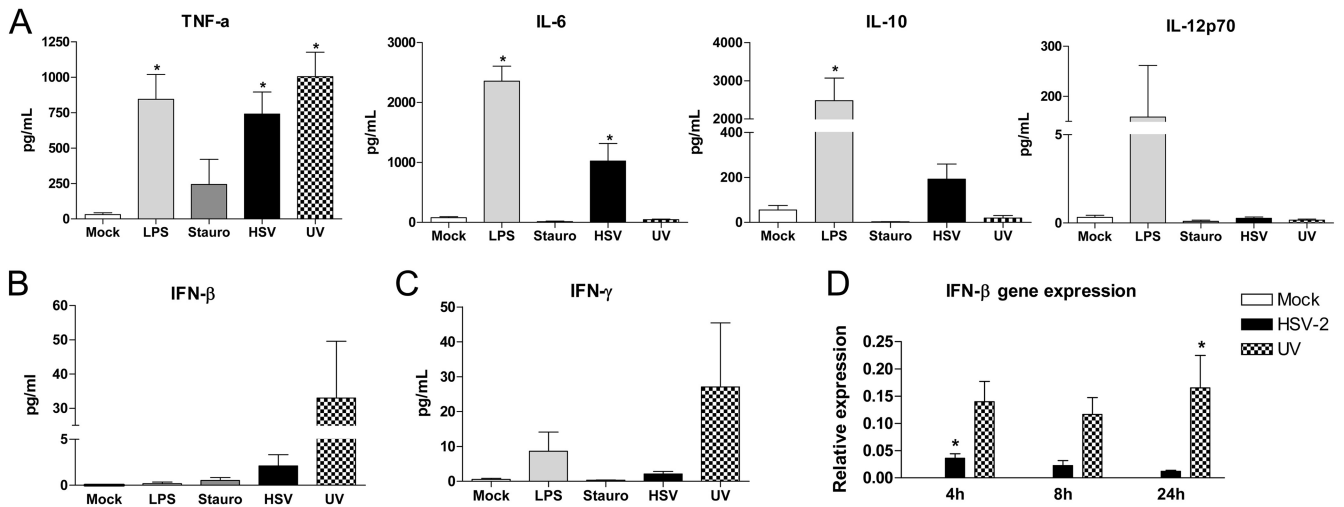 A
TNF-a
pg/mL
1250
1000
750
500
250
0
* * *
Mock LPS Stauro HSV UV
IL-6
pg/mL
3000
2000
1000
0
* *
Mock LPS Stauro HSV UV
IL-10
pg/mL
4000
3000
2000
400
200
0
*
Mock LPS Stauro HSV UV
IL-12p70
pg/mL
300
200
5
0
Mock LPS Stauro HSV UV
B
IFN-β
pg/ml
60
50
40
30
5
0
Mock LPS Stauro HSV UV
C
IFN-γ
pg/mL
50
40
30
20
10
0
Mock LPS Stauro HSV UV
D
IFN-β gene expression
Relative expression
0.25
0.20
0.15
0.10
0.05
0.00
* *
4h 8h 24h
Mock
HSV-2
UV